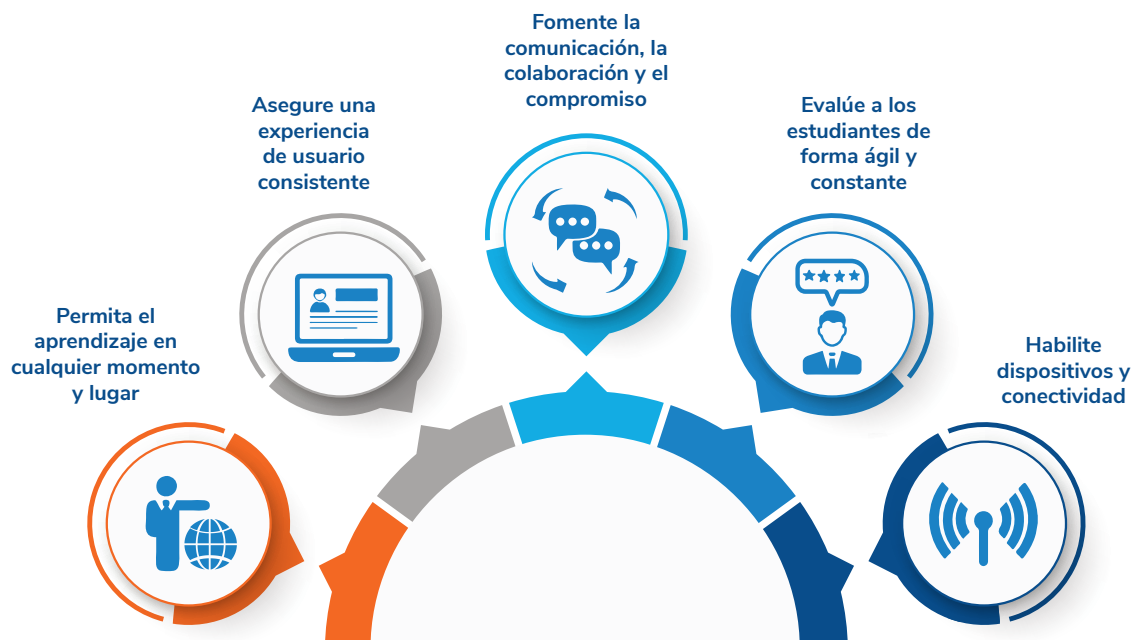 Permita el
aprendizaje en
cualquier momento
y lugar
Asegure una
experiencia
de usuario
consistente
Fomente la
comunicación, la
colaboración y el
compromiso
Evalúe a los
estudiantes de
forma ágil y
constante
Habilite
dispositivos y
conectividad